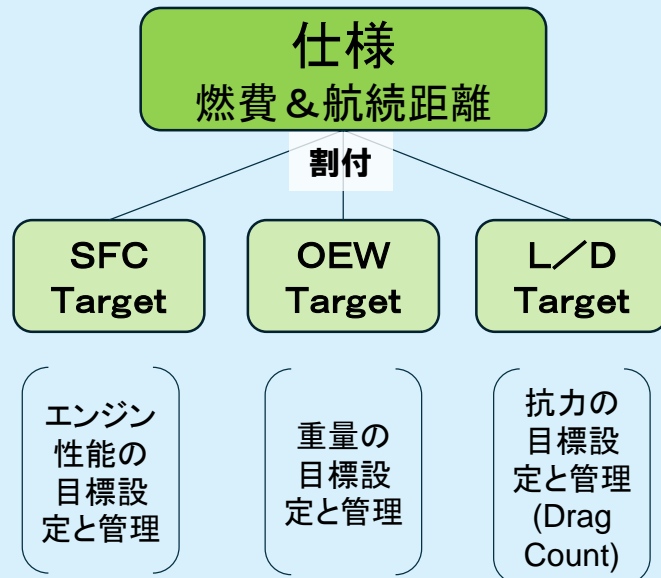 仕様
燃費＆航続距離
割付
ＳＦＣ
Target
ＯＥＷ
Target
Ｌ／Ｄ
Target
エンジン
性能の
目標設
定と管理
重量の
目標設
定と管理
抗力の
目標設
定と管理
(Drag
Count)